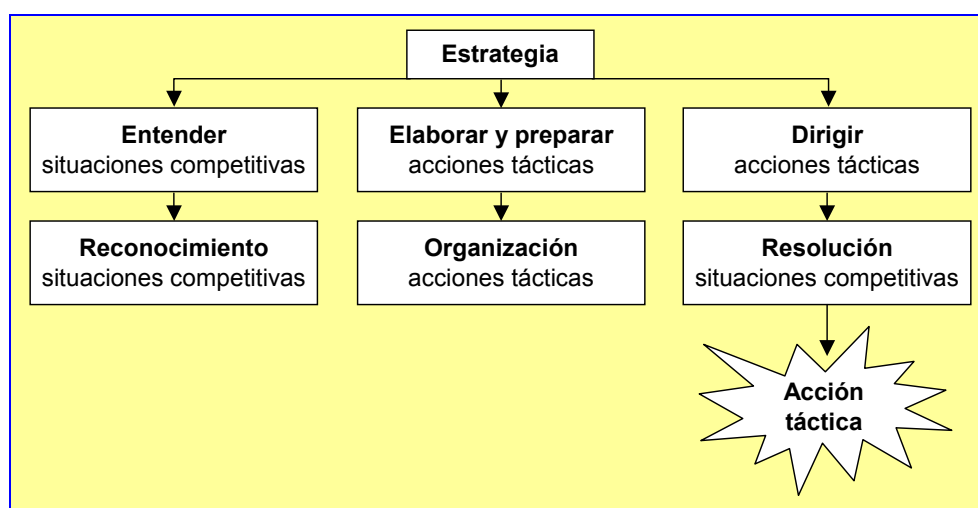 Estrategia
Entender
situaciones competitivas
Elaborar y preparar
acciones tácticas
Dirigir
acciones tácticas
Reconocimiento
situaciones competitivas
Organización
acciones tácticas
Resolución
situaciones competitivas
Acción
táctica